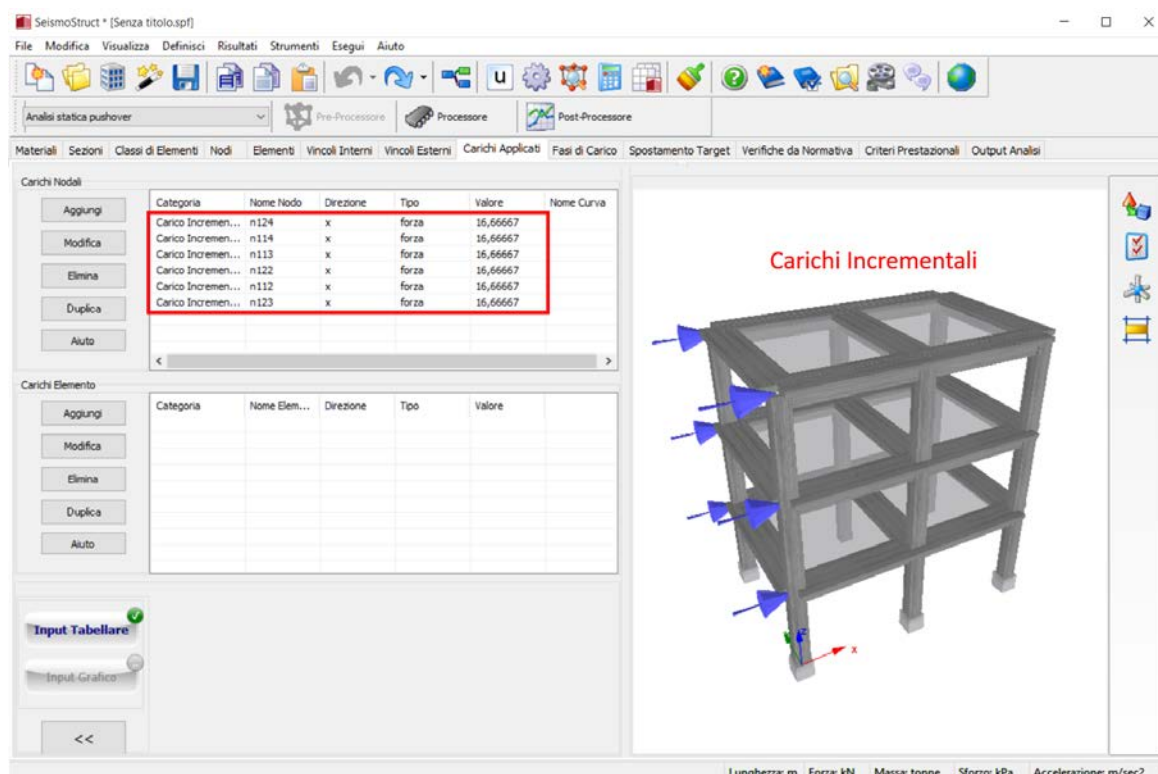 SeismoStruct * [Senza titolo.spf]
File Modifica Visualizza Definisci Risultati Strumenti Esegui Aiuto
Analisi statica pushover Pre-Processore Processore Post-Processore
Materiali Sezioni Classi di Elementi Nodi Elementi Vincoli Interni Vincoli Esterni Carichi Applicati Fasi di Carico Spostamento Target Verifiche da Normativa Criteri Prestazionali Output Analisi
Carichi Nodali
Aggiungi
Modifica
Elimina
Duplica
Aiuto
Categoria Nome Nodo Direzione Tipo Valore Nome Curva
Carico Incremen... n124 x forza 16,66667
Carico Incremen... n114 x forza 16,66667
Carico Incremen... n113 x forza 16,66667
Carico Incremen... n122 x forza 16,66667
Carico Incremen... n112 x forza 16,66667
Carico Incremen... n123 x forza 16,66667
Carichi Elemento
Aggiungi
Modifica
Elimina
Duplica
Aiuto
Categoria Nome Elem... Direzione Tipo Valore
Input Tabellare
Input Grafico
<<
Carichi Incrementali
z
x
Lunghezza: m Forza: kN Massa: tonne Sforzo: kPa Accelerazione: m/sec2